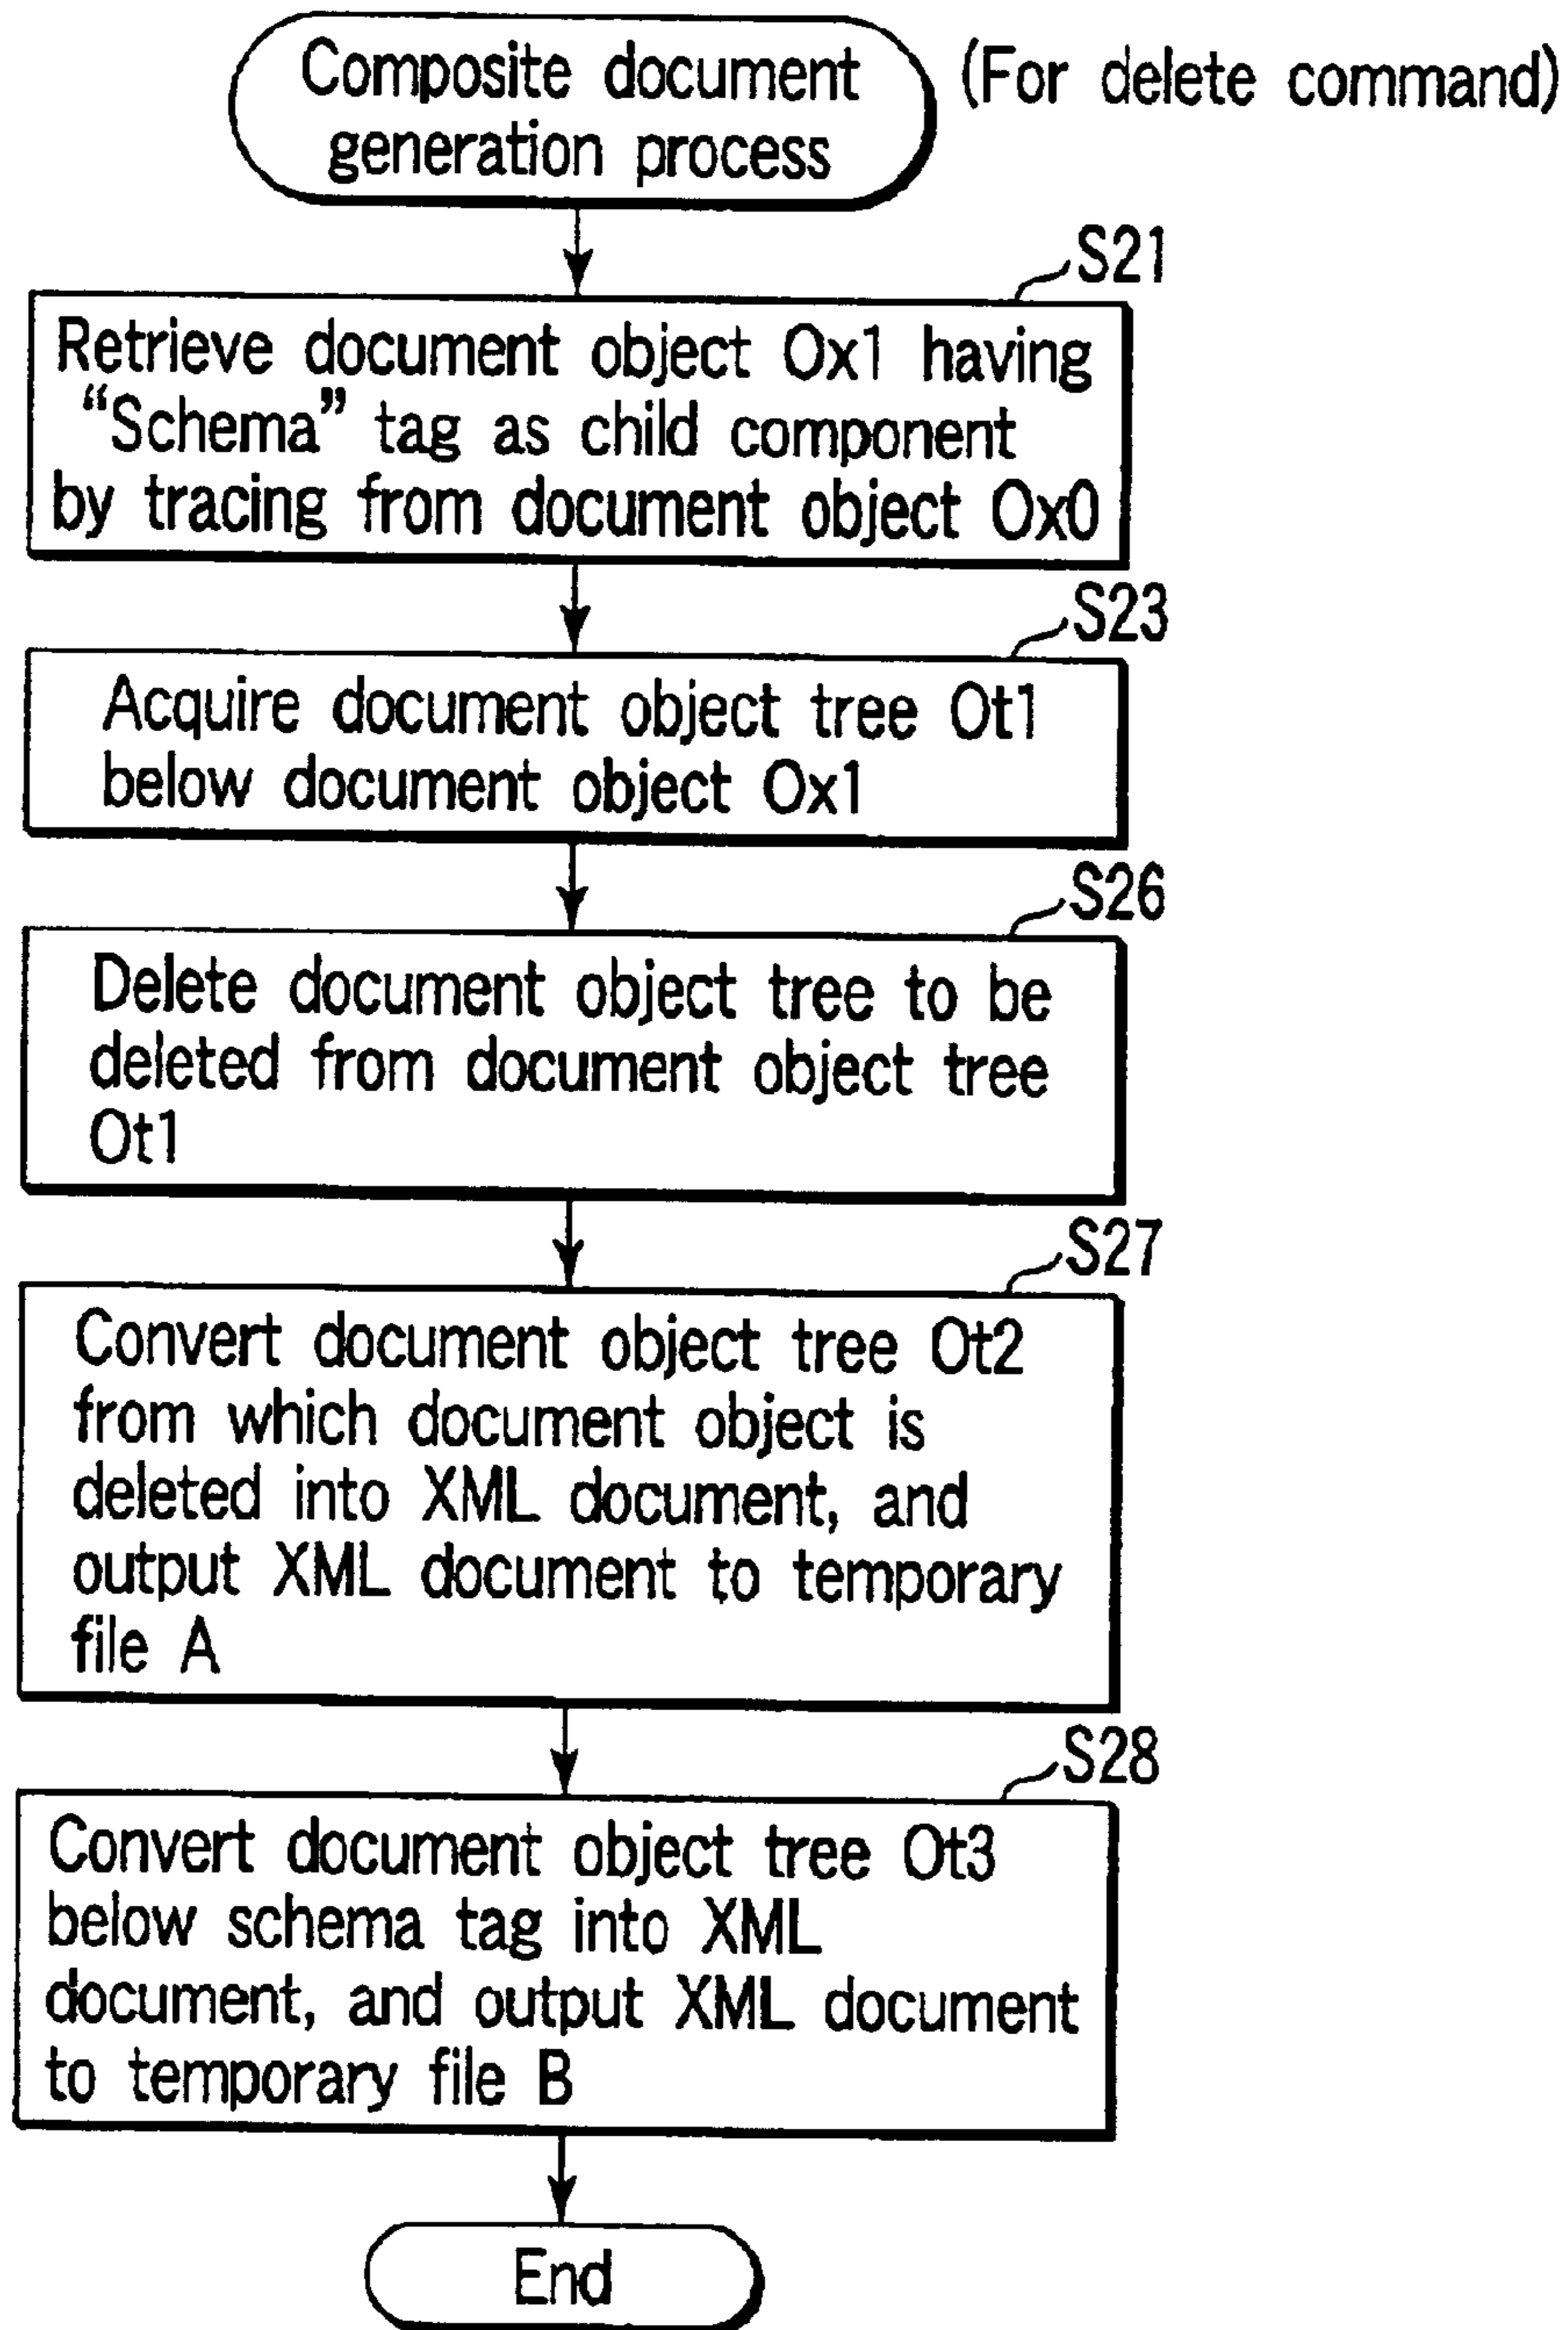 Composite document (For delete command)
generation process
S21
Retrieve document object Ox1 having
“Schema” tag as child component
by tracing from document object Ox0
S23
Acquire document object tree Ot1
below document object Ox1
S26
Delete document object tree to be
deleted from document object tree
Ot1
S27
Convert document object tree Ot2
from which document object is
deleted into XML document, and
output XML document to temporary
file A
S28
Convert document object tree Ot3
below schema tag into XML
document, and output XML document
to temporary file B
End